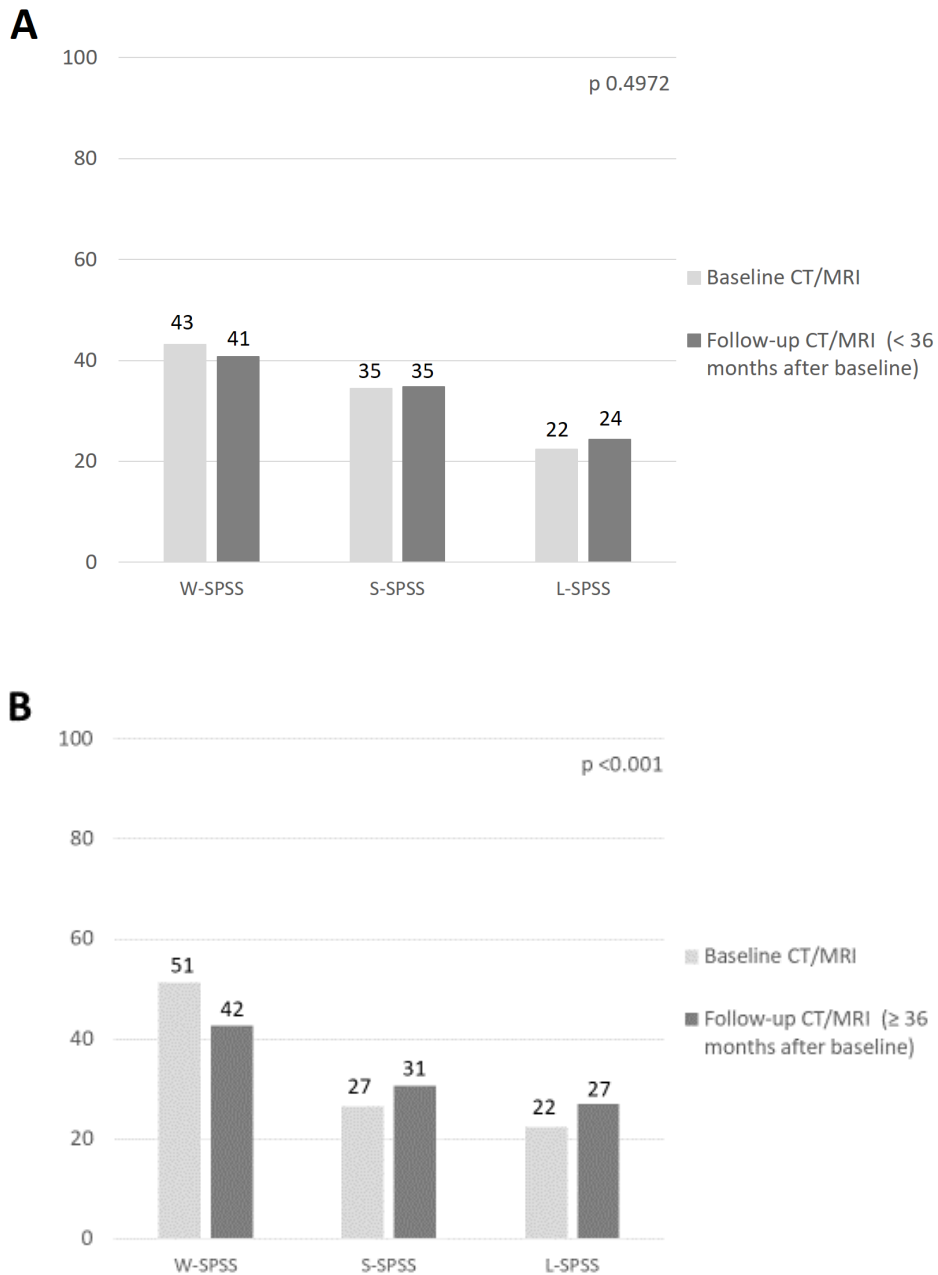 A
100
p 0.4972
80
60
Baseline CT/MRI
43
41
Follow-up CT/MRI (< 36
months after baseline)
40
35
35
22
24
20
0
W-SPSS
S-SPSS
L-SPSS
B
100
p <0.001
80
60
Baseline CT/MRI
51
42
Follow-up CT/MRI (≥ 36
months after baseline)
40
27
31
22
27
20
0
W-SPSS
S-SPSS
L-SPSS